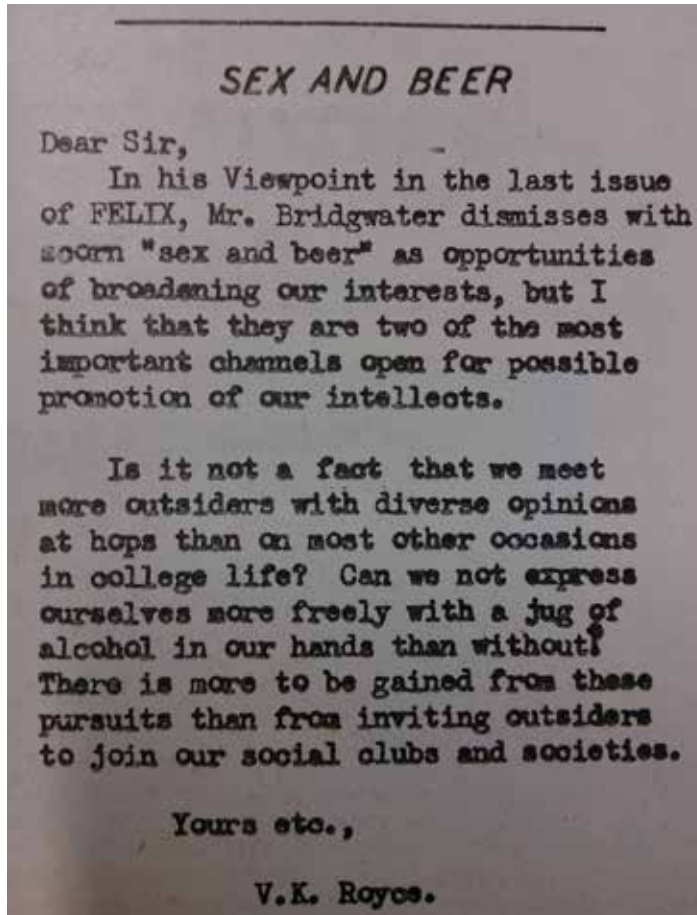 SEX AND BEER
Dear Sir,
In his Viewpoint in the last issue
of FELIX, Mr. Bridgwater dismisses with
scorn "sex and beer" as opportunities
of broadening our interests, but I
think that they are two of the most
important channels open for possible
promotion of our intellects.
Is it not a fact that we meet
more outsiders with diverse opinions
at hops than on most other occasions
in college life? Can we not express
ourselves more freely with a jug of
alcohol in our hands than without?
There is more to be gained from these
pursuits than from inviting outsiders
to join our social clubs and societies.
Yours etc.,
V.K. Royce.